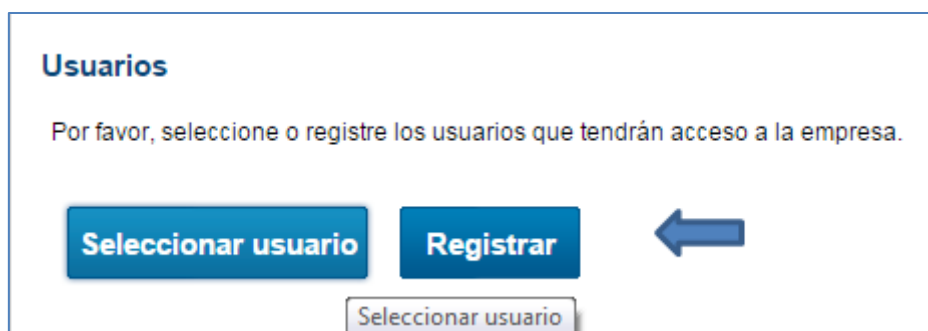 Usuarios
Por favor, seleccione o registre los usuarios que tendrán acceso a la empresa.
Seleccionar usuario Registrar
Seleccionar usuario